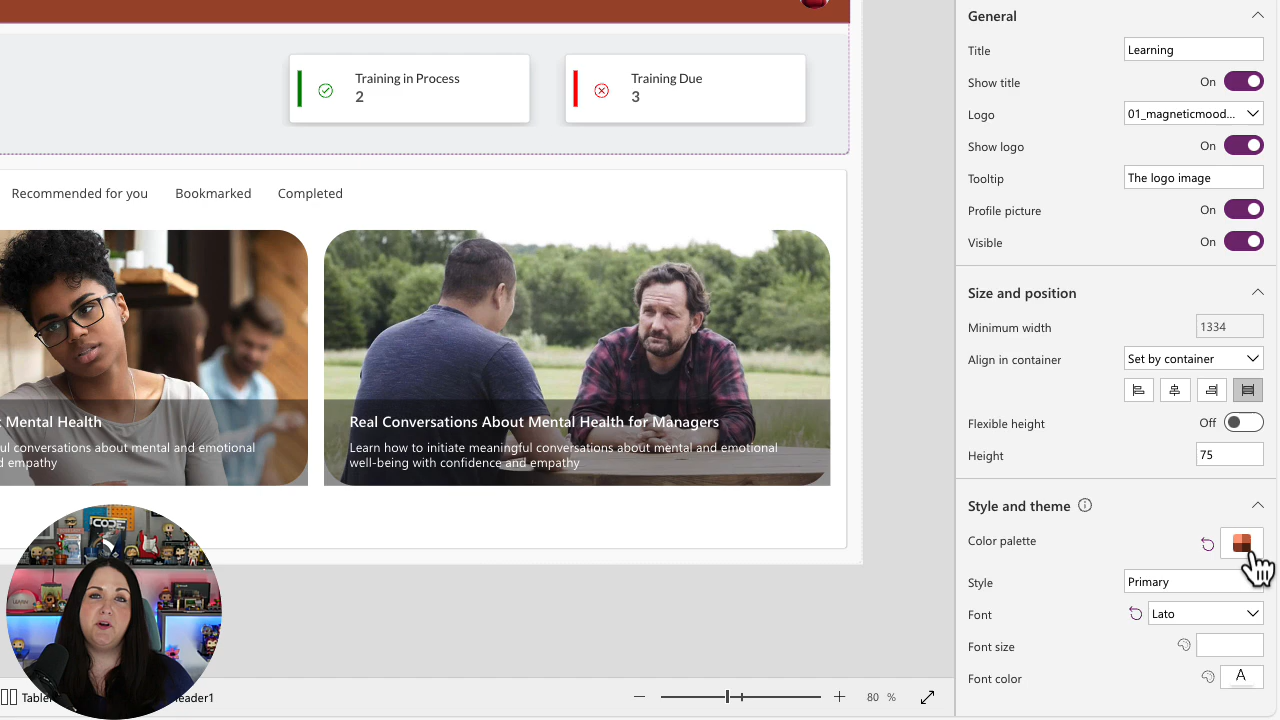 Training in Process
2
Training Due
3
Recommended for you Bookmarked Completed
Mental Health
ful conversations about mental and emotional
d empathy
Real Conversations About Mental Health for Managers
Learn how to initiate meaningful conversations about mental and emotional
well-being with confidence and empathy
CODE
Table
eader1
80 %
General
Title Learning
Show title On
Logo 01_magneticmood...
Show logo On
Tooltip The logo image
Profile picture On
Visible On
Size and position
Minimum width 1334
Align in container Set by container
Flexible height Off
Height 75
Style and theme
Color palette
Style Primary
Font Lato
Font size
Font color A